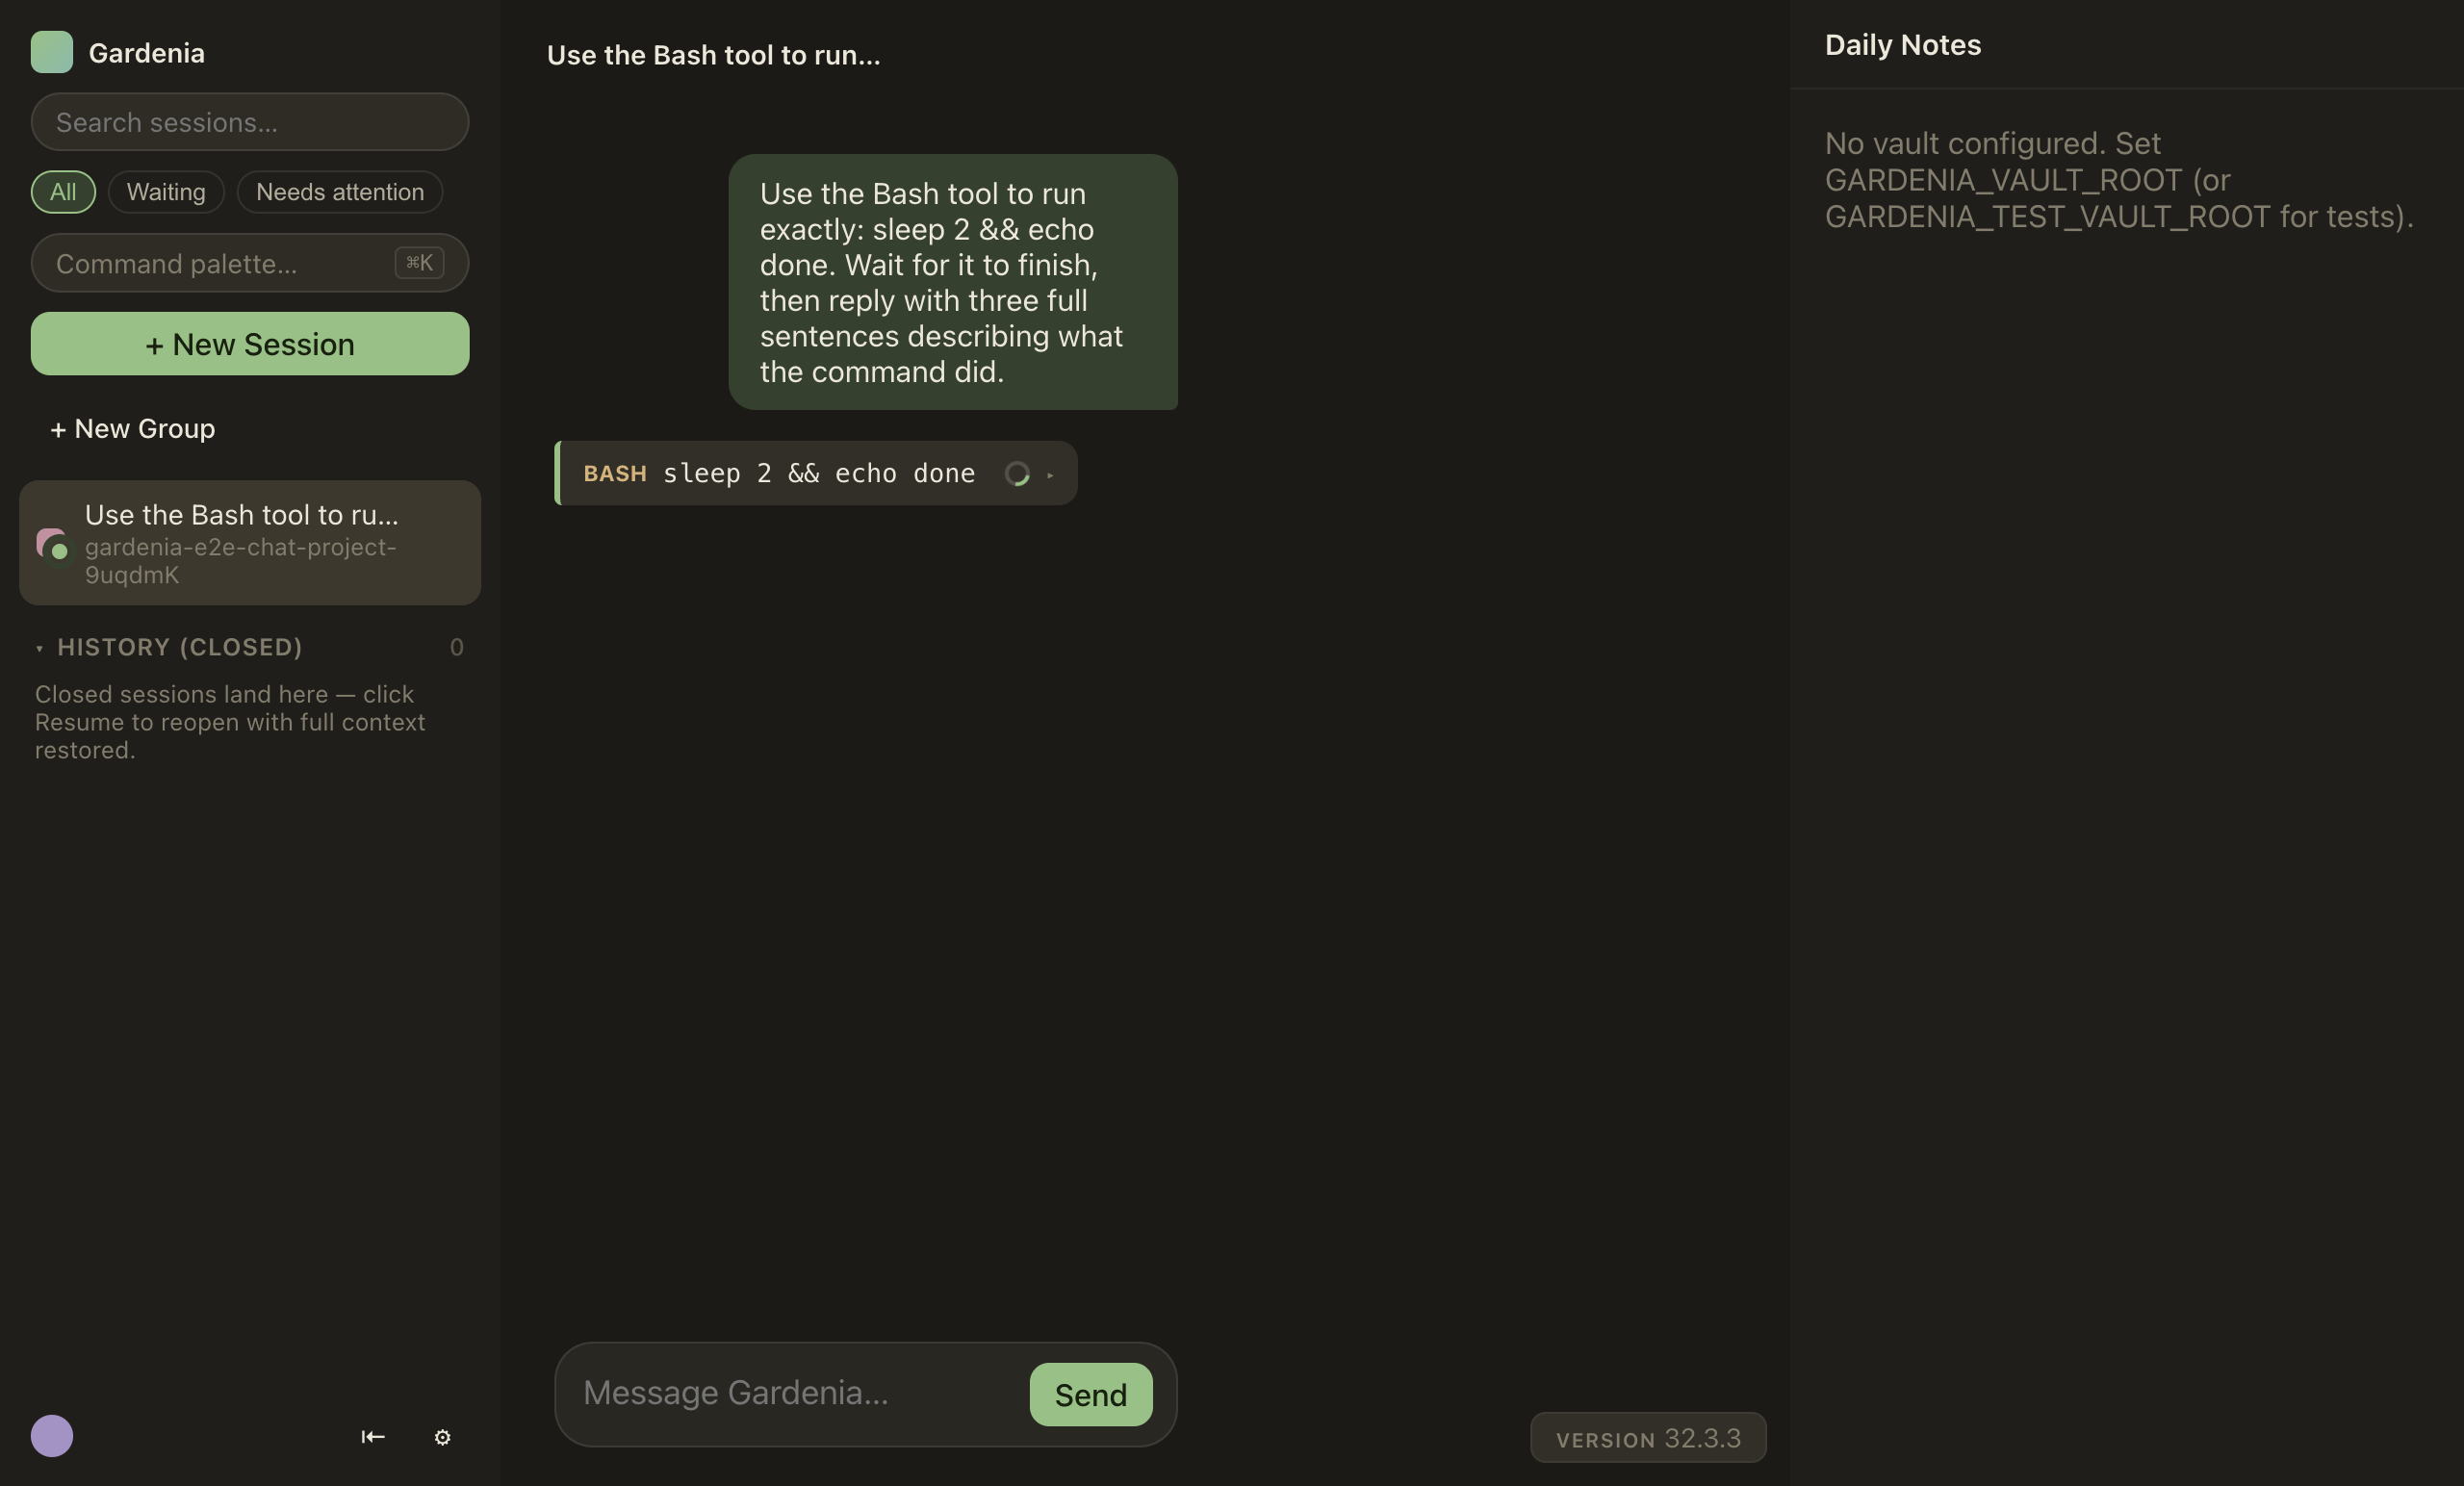 Gardenia
Search sessions...
All
Waiting
Needs attention
Command palette...
⌘K
+ New Session
+ New Group
Use the Bash tool to ru...
gardenia-e2e-chat-project-
9uqdmK
HISTORY (CLOSED)
0
Closed sessions land here — click
Resume to reopen with full context
restored.
Use the Bash tool to run...
Use the Bash tool to run
exactly: sleep 2 && echo
done. Wait for it to finish,
then reply with three full
sentences describing what
the command did.
BASH sleep 2 && echo done
Message Gardenia...
Send
VERSION 32.3.3
Daily Notes
No vault configured. Set
GARDENIA_VAULT_ROOT (or
GARDENIA_TEST_VAULT_ROOT for tests).